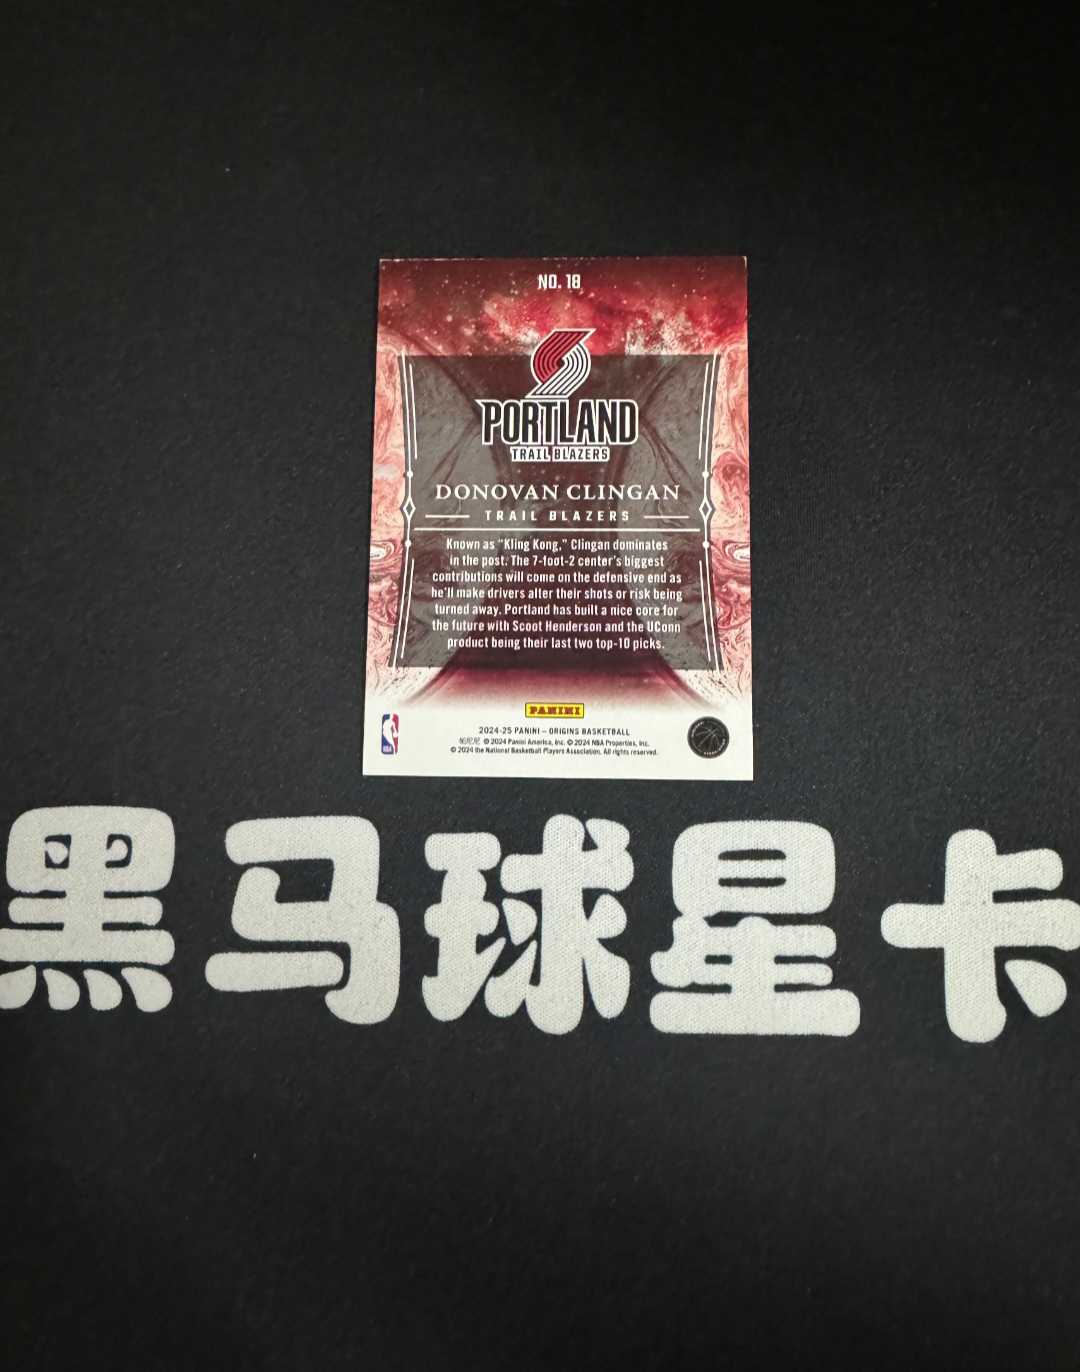 NO. 18
PORTLAND
TRAIL BLAZERS
DONOVAN CLINGAN
TRAIL BLAZERS
Known as "Kling Kong," Clingan dominates
in the post. The 7-foot-2 center's biggest
contributions will come on the defensive end as
he'll make drivers alter their shots or risk being
turned away. Portland has built a nice core for
the future with Scoot Henderson and the UConn
product being their last two top-10 picks.
PANINI
2024-25 PANINI – ORIGINS BASKETBALL
© 2024 Panini America, Inc. © 2024 NBA Properties, Inc.
© 2024 the National Basketball Players Association. All rights reserved.
NBA
黑马球星卡